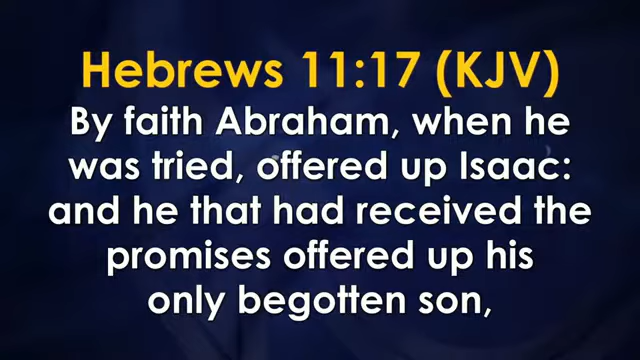 Hebrews 11:17 (KJV)
By faith Abraham, when he
was tried, offered up Isaac:
and he that had received the
promises offered up his
only begotten son,